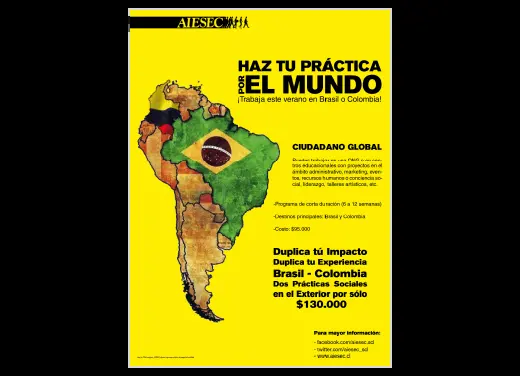 AIESEC
HAZ TU PRÁCTICA
POR EL MUNDO
¡Trabaja este verano en Brasil o Colombia!
CIUDADANO GLOBAL
tros educacionales con proyectos en el
ámbito administrativo, marketing, even-
tos, recursos humanos o conciencia so-
cial, liderazgo, talleres artísticos, etc.
-Programa de corta duración (6 a 12 semanas)
-Destinos principales: Brasil y Colombia
-Costo: $95.000
Duplica tú Impacto
Duplica tu Experiencia
Brasil - Colombia
Dos Prácticas Sociales
en el Exterior por sólo
$130.000
Para mayor información:
- facebook.com/aiesec.scl
- twitter.com/aiesec_scl
- www.aiesec.cl